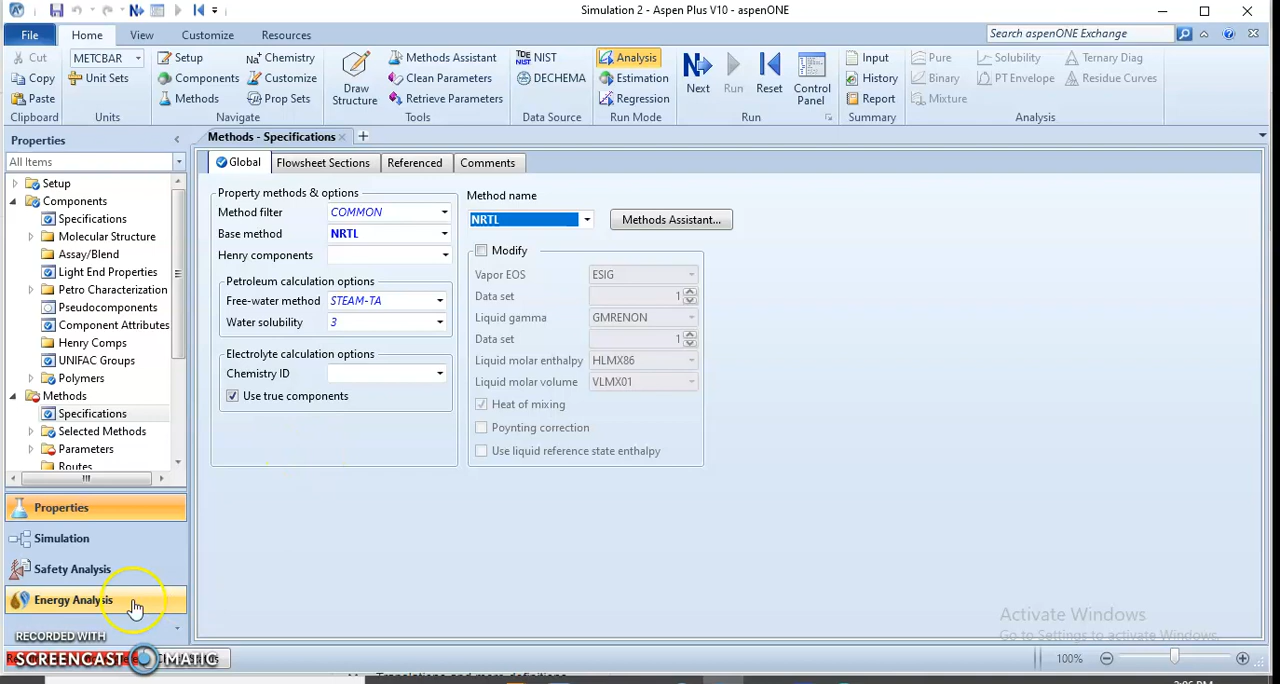 Simulation 2 - Aspen Plus V10 - aspenONE
File Home View Customize Resources
Search aspenONE Exchange
Cut METCBAR Setup Chemistry Methods Assistant NIST Analysis Input Pure Solubility Ternary Diag
Copy Unit Sets Components Customize Clean Parameters DECHEMA Estimation History Binary PT Envelope Residue Curves
Paste Methods Prop Sets Draw Structure Retrieve Parameters Regression Next Run Reset Control Panel Report Mixture
Clipboard Units Navigate Tools Data Source Run Mode Run Summary Analysis
Properties
Methods - Specifications
All Items
Setup
Components
Specifications
Molecular Structure
Assay/Blend
Light End Properties
Petro Characterization
Pseudocomponents
Component Attributes
Henry Comps
UNIFAC Groups
Polymers
Methods
Specifications
Selected Methods
Parameters
Routes
Properties
Simulation
Safety Analysis
Energy Analysis
Global Flowsheet Sections Referenced Comments
Property methods & options
Method filter COMMON
Base method NRTL
Henry components
Petroleum calculation options
Free-water method STEAM-TA
Water solubility 3
Electrolyte calculation options
Chemistry ID
Use true components
Method name
NRTL Methods Assistant...
Modify
Vapor EOS ESIG
Data set 1
Liquid gamma GMRENON
Data set 1
Liquid molar enthalpy HLMX86
Liquid molar volume VLMX01
Heat of mixing
Poynting correction
Use liquid reference state enthalpy
Activate Windows
Go to Settings to activate Windows.
RECORDED WITH
SCREENCAST MATIC
100%